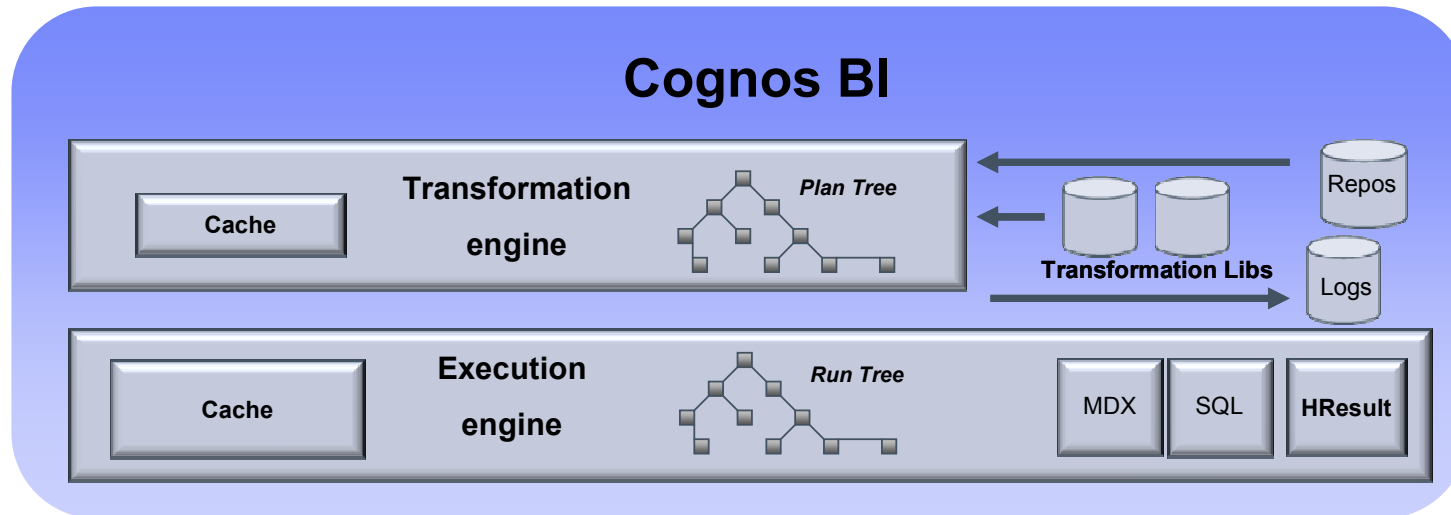 Cognos BI
Transformation
engine
Cache
Plan Tree
Repos
Transformation Libs
Logs
Execution
engine
Cache
Run Tree
MDX
SQL
HResult